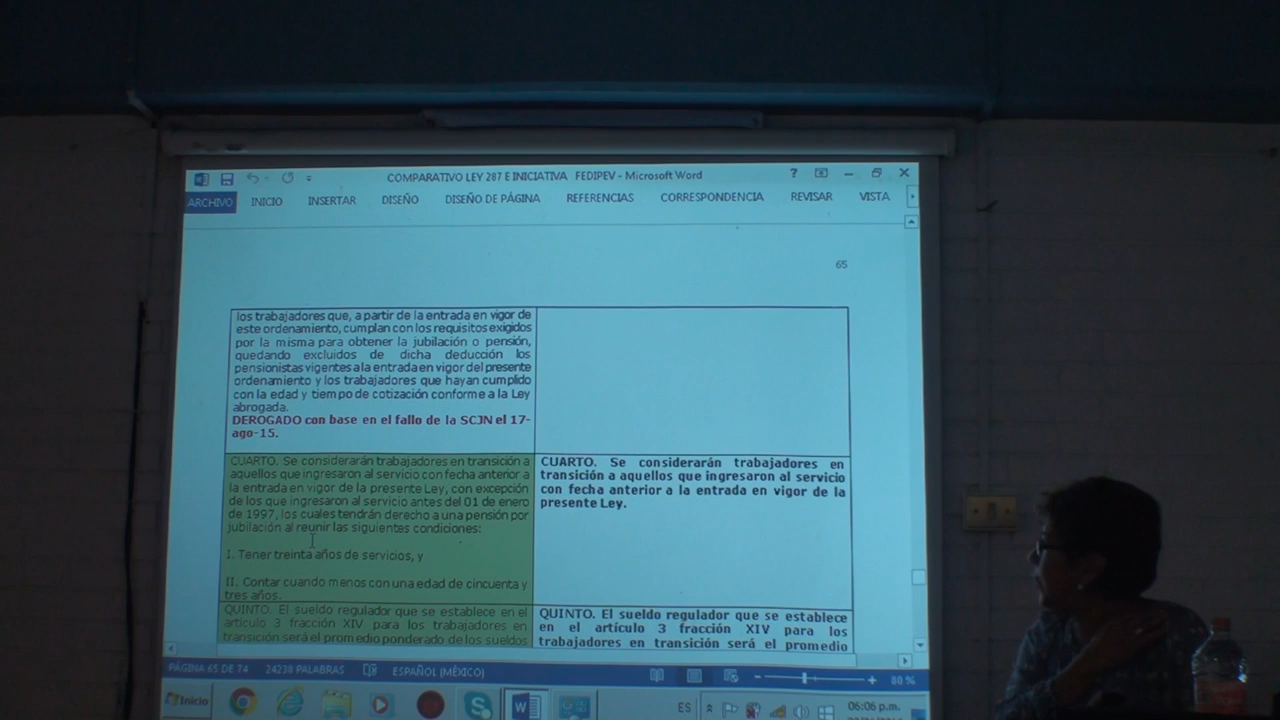 COMPARATIVO LEY 287 E INICIATIVA FEDIPEV - Microsoft Word
ARCHIVO INICIO INSERTAR DISEÑO DISEÑO DE PÁGINA REFERENCIAS CORRESPONDENCIA REVISAR VISTA
65
los trabajadores que, a partir de la entrada en vigor de
este ordenamiento, cumplan con los requisitos exigidos
por la misma para obtener la jubilación o pensión,
quedando excluidos de dicha deducción los
pensionistas vigentes a la entrada en vigor del presente
ordenamiento y los trabajadores que hayan cumplido
con la edad y tiempo de cotización conforme a la Ley
abrogada.
DEROGADO con base en el fallo de la SCJN el 17-
ago-15.
CUARTO. Se considerarán trabajadores en transición a
aquellos que ingresaron al servicio con fecha anterior a
la entrada en vigor de la presente Ley, con excepción
de los que ingresaron al servicio antes del 01 de enero
de 1997, los cuales tendrán derecho a una pensión por
jubilación al reunir las siguientes condiciones:
I. Tener treinta años de servicios, y
II. Contar cuando menos con una edad de cincuenta y
tres años.
CUARTO. Se considerarán trabajadores en
transición a aquellos que ingresaron al servicio
con fecha anterior a la entrada en vigor de la
presente Ley.
QUINTO. El sueldo regulador que se establece en el
artículo 3 fracción XIV para los trabajadores en
transición será el promedio ponderado de los sueldos
QUINTO. El sueldo regulador que se establece
en el artículo 3 fracción XIV para los
trabajadores en transición será el promedio
PÁGINA 65 DE 74 24238 PALABRAS ESPAÑOL (MÉXICO) 80 %
Inicio ES 06:06 p.m.